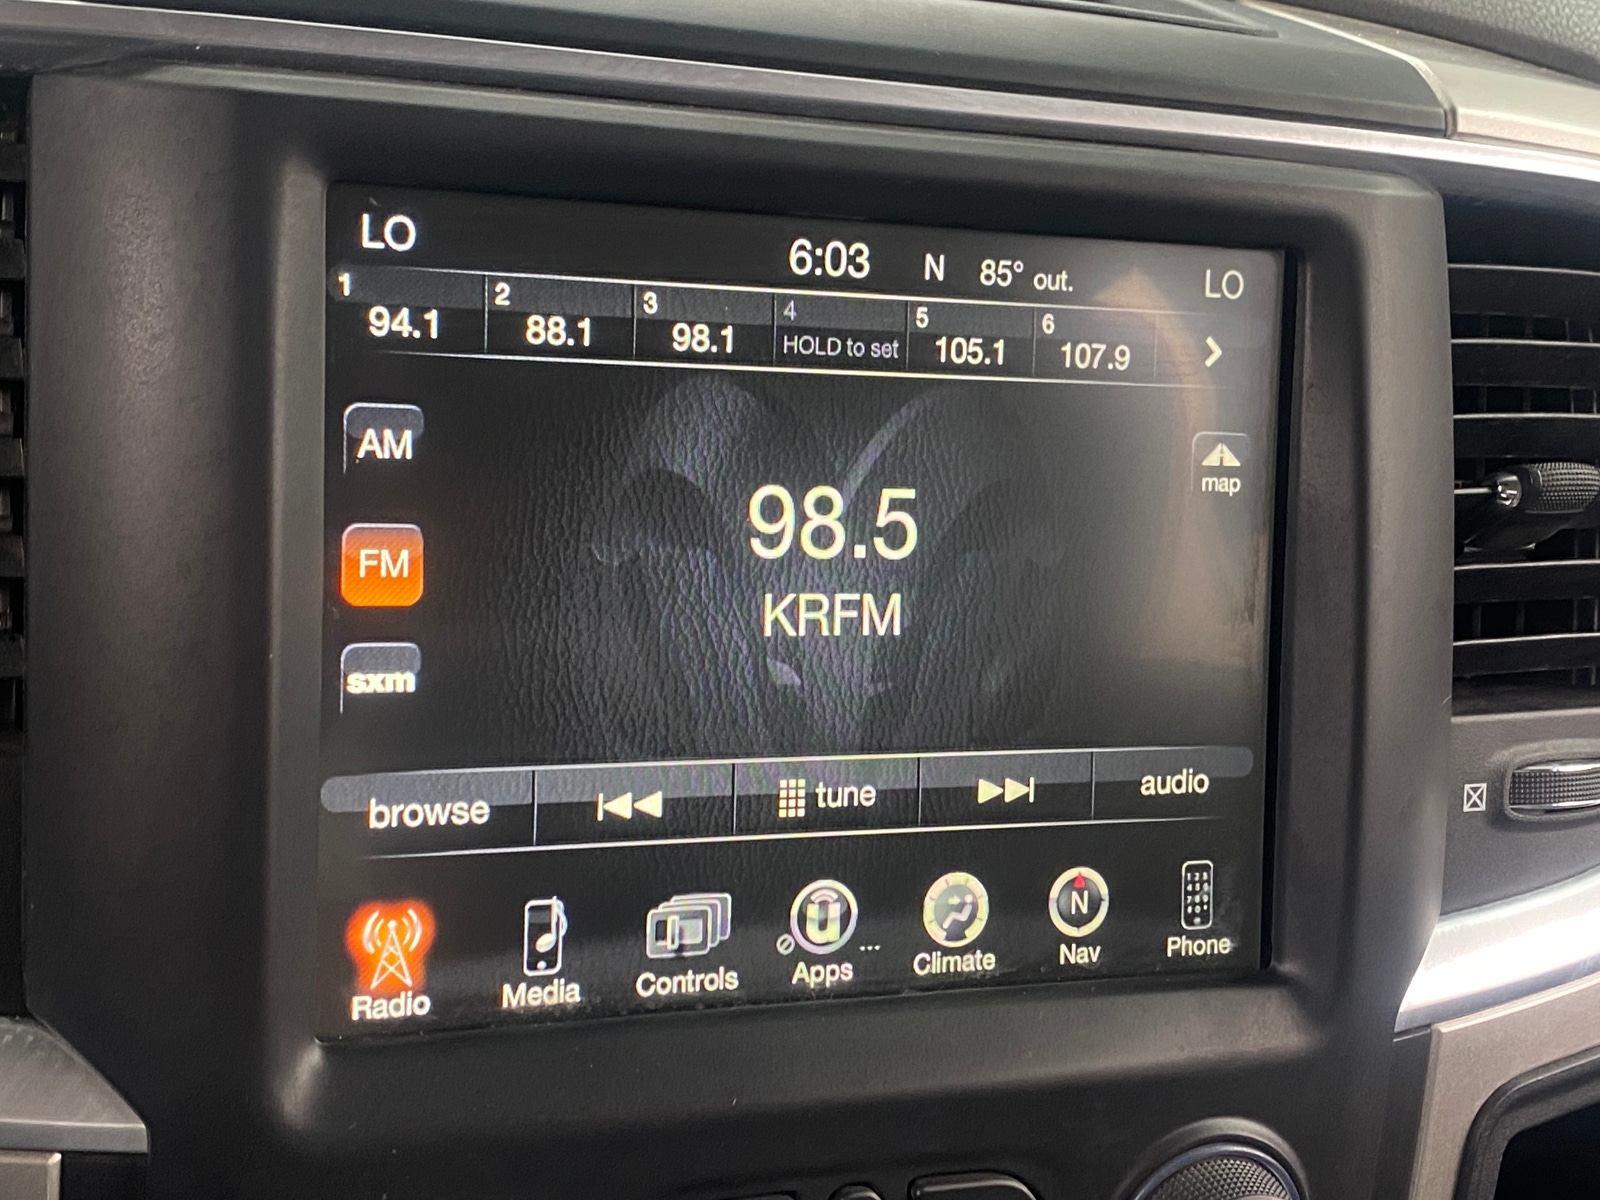 LO 6:03 N 85° out. LO
1 2 3 4 5 6
94.1 88.1 98.1 HOLD to set 105.1 107.9
AM
map
98.5
FM
KRFM
sxm
browse tune audio
N
Radio Media Controls Apps ... Climate Nav Phone